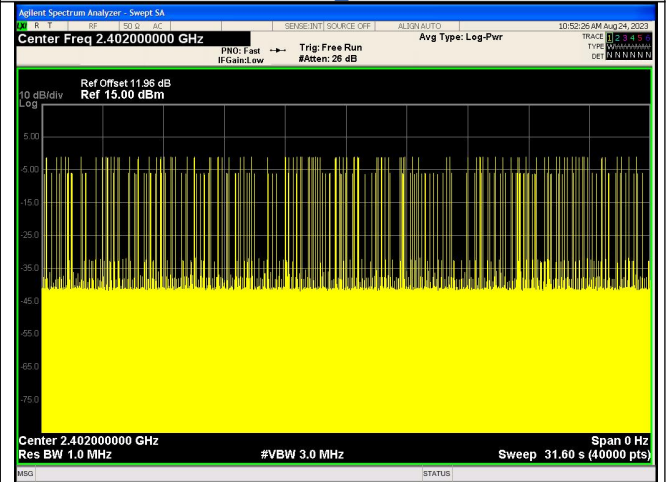 Agilent Spectrum Analyzer - Swept SA
R T RF 50 Ω AC SENSE:INT SOURCE OFF ALIGN AUTO 10:52:26 AM Aug 24, 2023
Center Freq 2.402000000 GHz Avg Type: Log-Pwr TRACE 1 2 3 4 5 6
PNO: Fast Trig: Free Run TYPE W
IFGain:Low #Atten: 26 dB DET N N N N N N
Ref Offset 11.96 dB
10 dB/div Ref 15.00 dBm
Log
5.00
-5.00
-15.0
-25.0
-35.0
-45.0
-55.0
-65.0
-75.0
Center 2.402000000 GHz Span 0 Hz
Res BW 1.0 MHz #VBW 3.0 MHz Sweep 31.60 s (40000 pts)
MSG STATUS